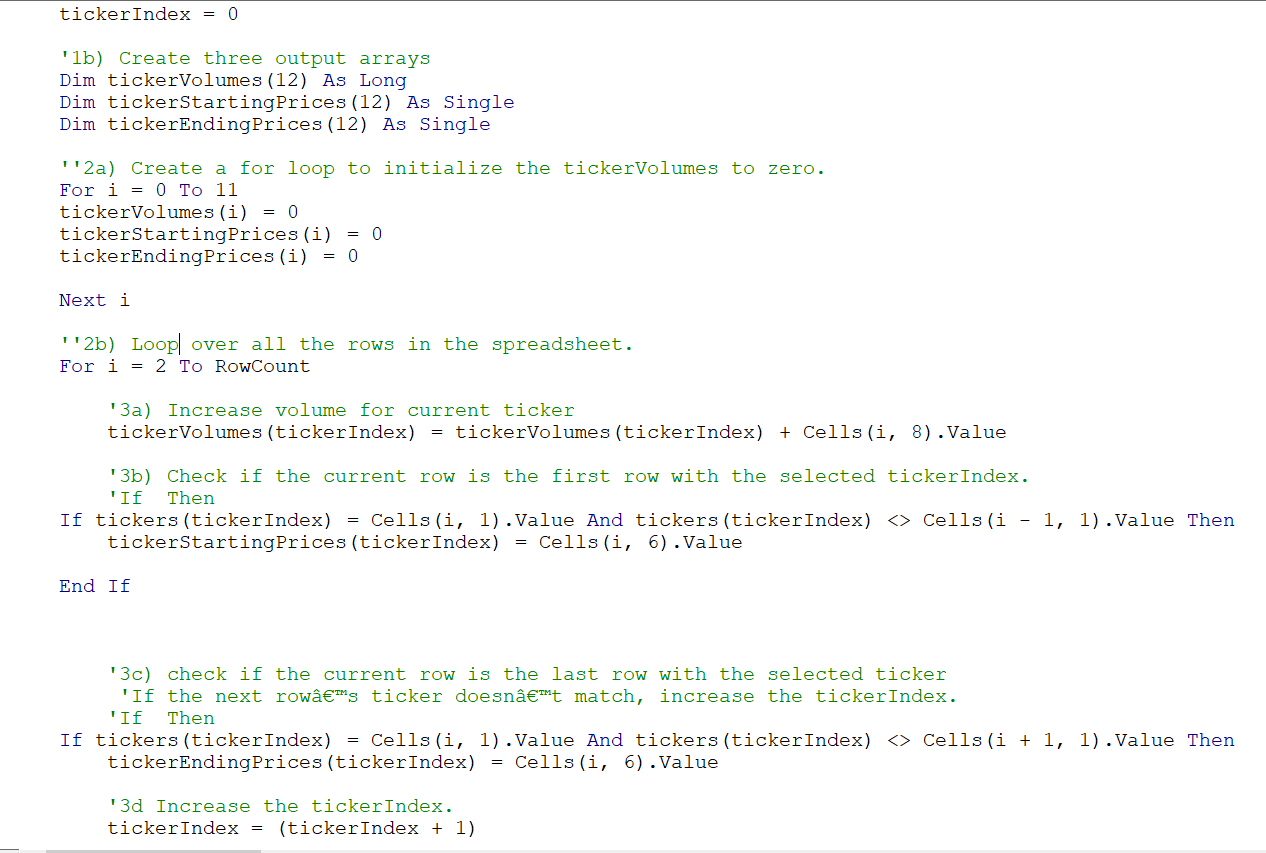 tickerIndex = 0
'1b) Create three output arrays
Dim tickerVolumes(12) As Long
Dim tickerStartingPrices(12) As Single
Dim tickerEndingPrices(12) As Single
''2a) Create a for loop to initialize the tickerVolumes to zero.
For i = 0 To 11
tickerVolumes(i) = 0
tickerStartingPrices(i) = 0
tickerEndingPrices(i) = 0
Next i
''2b) Loop over all the rows in the spreadsheet.
For i = 2 To RowCount
'3a) Increase volume for current ticker
tickerVolumes(tickerIndex) = tickerVolumes(tickerIndex) + Cells(i, 8).Value
'3b) Check if the current row is the first row with the selected tickerIndex.
'If  Then
If tickers(tickerIndex) = Cells(i, 1).Value And tickers(tickerIndex) <> Cells(i - 1, 1).Value Then
tickerStartingPrices(tickerIndex) = Cells(i, 6).Value
End If
'3c) check if the current row is the last row with the selected ticker
'If the next rowâ€™s ticker doesnâ€™t match, increase the tickerIndex.
'If  Then
If tickers(tickerIndex) = Cells(i, 1).Value And tickers(tickerIndex) <> Cells(i + 1, 1).Value Then
tickerEndingPrices(tickerIndex) = Cells(i, 6).Value
'3d Increase the tickerIndex.
tickerIndex = (tickerIndex + 1)